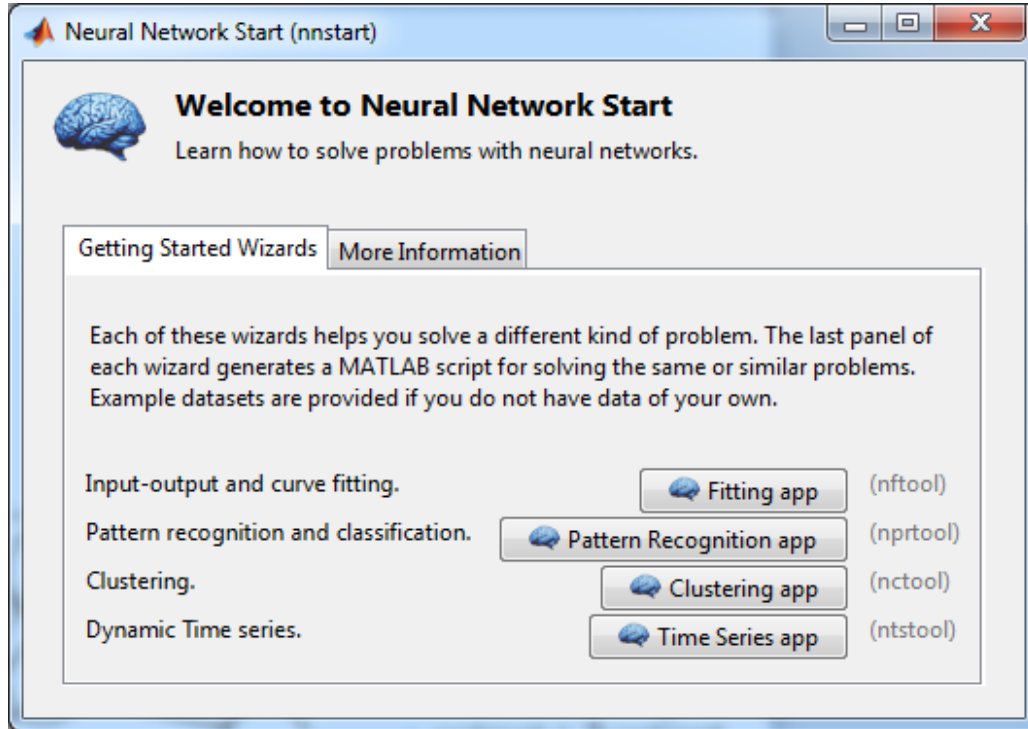 Neural Network Start (nnstart)
Welcome to Neural Network Start
Learn how to solve problems with neural networks.
Getting Started Wizards More Information
Each of these wizards helps you solve a different kind of problem. The last panel of
each wizard generates a MATLAB script for solving the same or similar problems.
Example datasets are provided if you do not have data of your own.
Input-output and curve fitting. Fitting app (nftool)
Pattern recognition and classification. Pattern Recognition app (nprtool)
Clustering. Clustering app (nctool)
Dynamic Time series. Time Series app (ntstool)